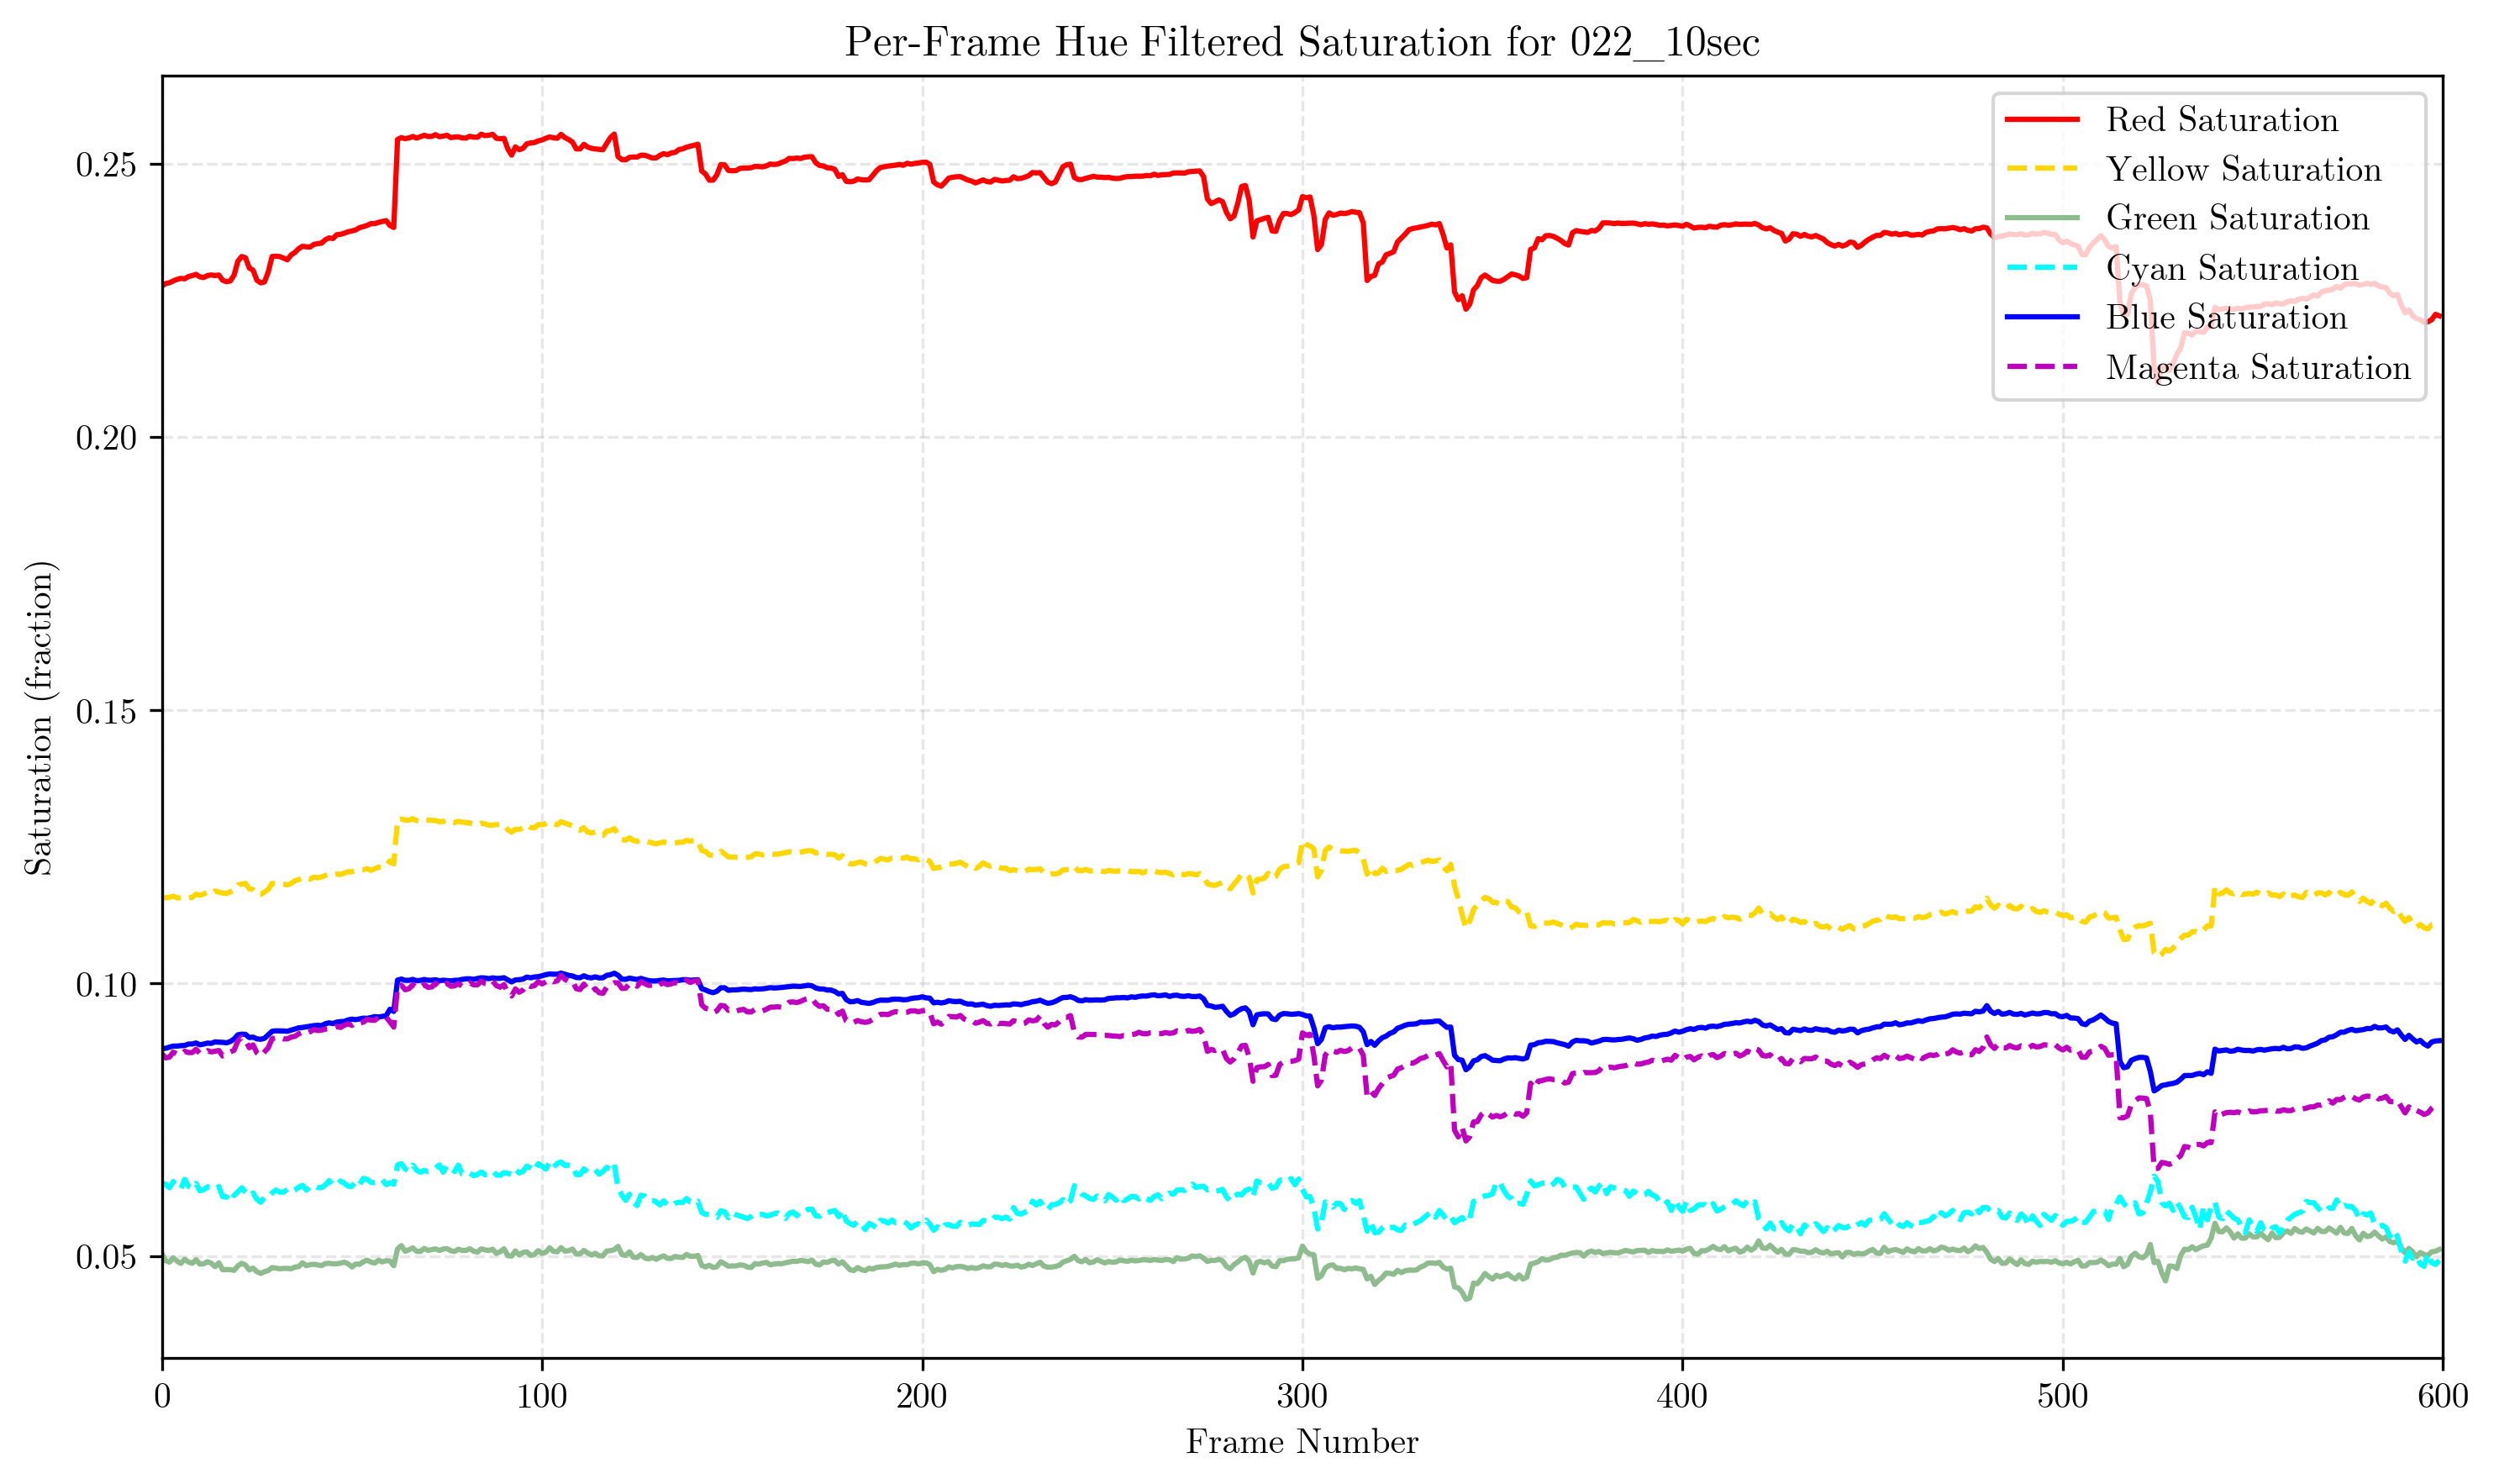 Per-Frame Hue Filtered Saturation for 022__10sec
Red Saturation
Yellow Saturation
Green Saturation
Cyan Saturation
Blue Saturation
Magenta Saturation
Saturation (fraction)
0.25
0.20
0.15
0.10
0.05
0 100 200 300 400 500 600
Frame Number